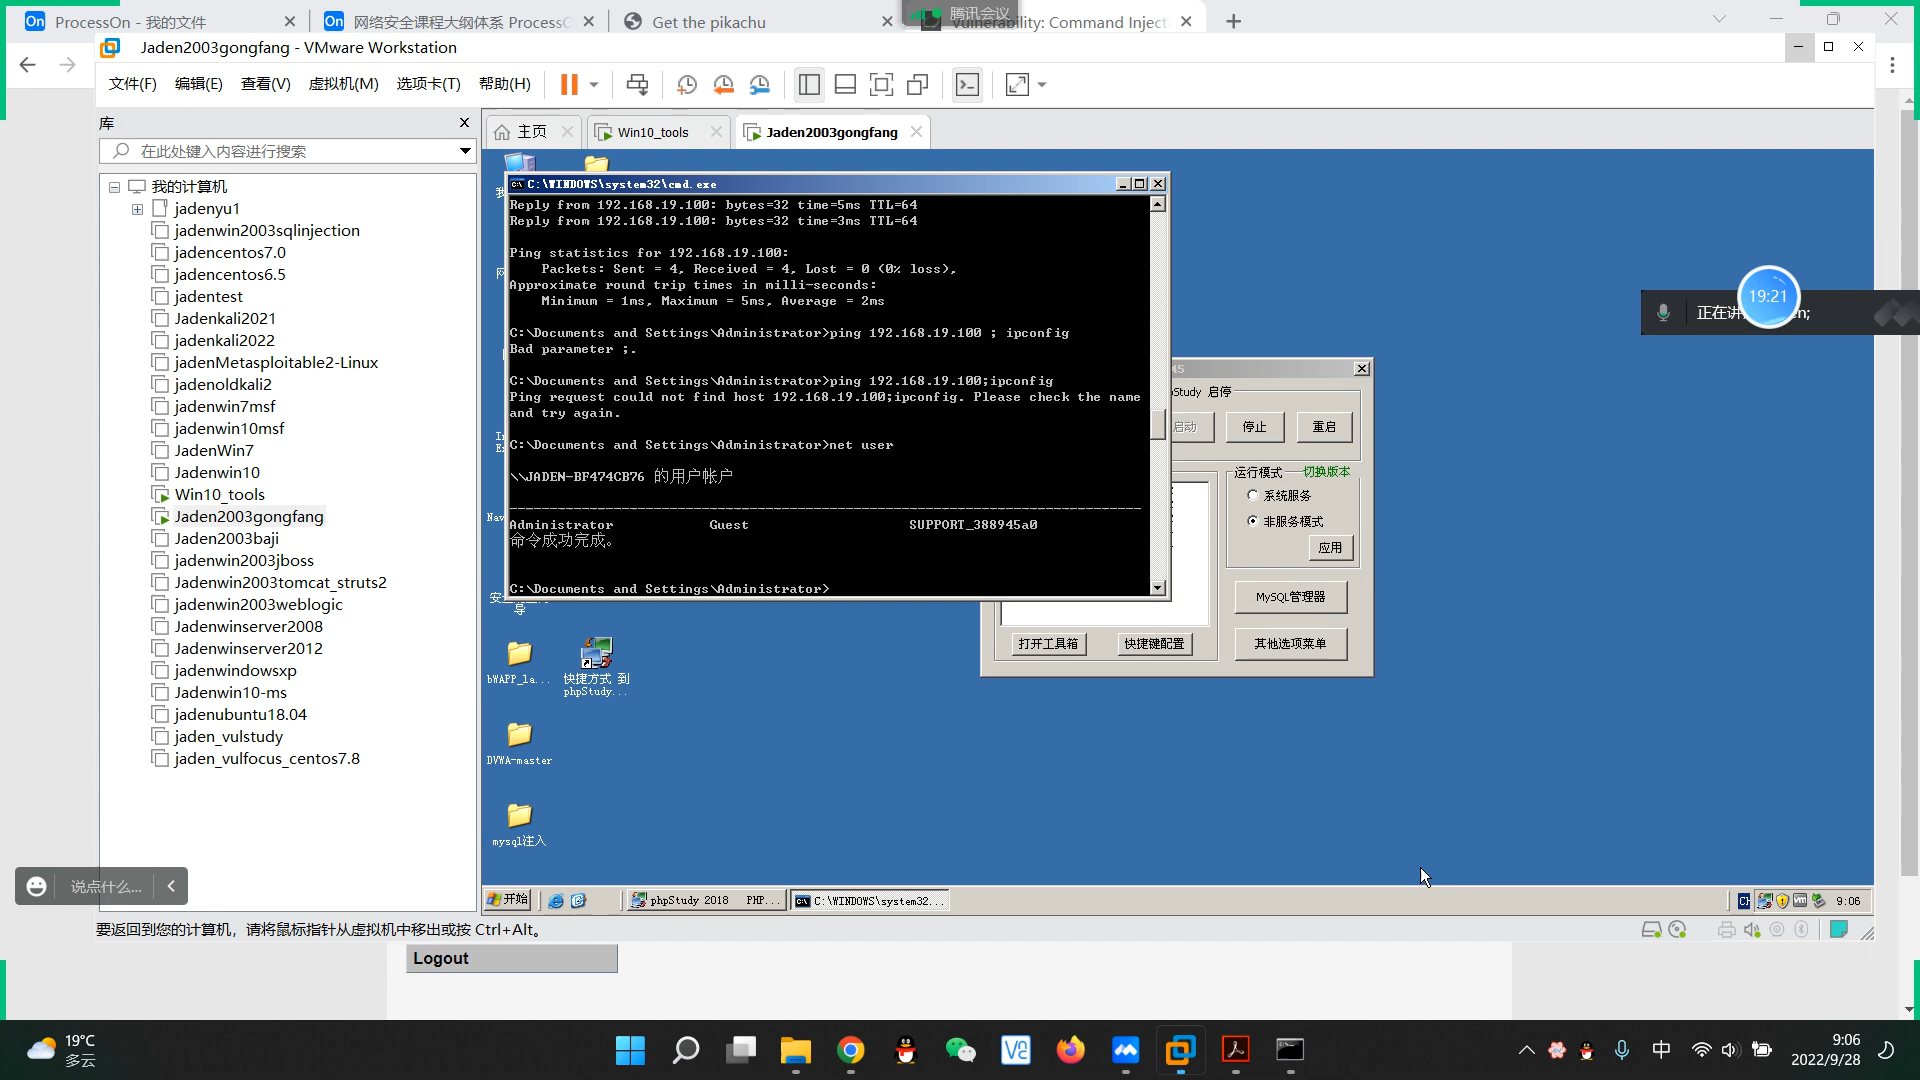 ProcessOn - 我的文件
网络安全课程大纲体系 ProcessO
Get the pikachu
腾讯会议
Vulnerability: Command Inject
Jaden2003gongfang - VMware Workstation
文件(F) 编辑(E) 查看(V) 虚拟机(M) 选项卡(T) 帮助(H)
库
在此处键入内容进行搜索
主页
Win10_tools
Jaden2003gongfang
我的计算机
jadenyu1
jadenwin2003sqlinjection
jadencentos7.0
jadencentos6.5
jadentest
Jadenkali2021
jadenkali2022
jadenMetasploitable2-Linux
jadenoldkali2
jadenwin7msf
jadenwin10msf
JadenWin7
Jadenwin10
Win10_tools
Jaden2003gongfang
Jaden2003baji
jadenwin2003jboss
Jadenwin2003tomcat_struts2
jadenwin2003weblogic
Jadenwinserver2008
Jadenwinserver2012
jadenwindowsxp
Jadenwin10-ms
jadenubuntu18.04
jaden_vulstudy
jaden_vulfocus_centos7.8
C:\WINDOWS\system32\cmd.exe
Reply from 192.168.19.100: bytes=32 time=5ms TTL=64
Reply from 192.168.19.100: bytes=32 time=3ms TTL=64
Ping statistics for 192.168.19.100:
Packets: Sent = 4, Received = 4, Lost = 0 (0% loss),
Approximate round trip times in milli-seconds:
Minimum = 1ms, Maximum = 5ms, Average = 2ms
C:\Documents and Settings\Administrator>ping 192.168.19.100 ; ipconfig
Bad parameter ;.
C:\Documents and Settings\Administrator>ping 192.168.19.100;ipconfig
Ping request could not find host 192.168.19.100;ipconfig. Please check the name
and try again.
C:\Documents and Settings\Administrator>net user
\\JADEN-BF474CB76 的用户帐户
-------------------------------------------------------------------------------
Administrator Guest SUPPORT_388945a0
命令成功完成。
C:\Documents and Settings\Administrator>
Study 启停
启动 停止 重启
运行模式 切换版本
系统服务
非服务模式
应用
MySQL管理器
打开工具箱 快捷键配置 其他选项菜单
19:21
正在讲
en;
Nav
导
bWAPP_la...
快捷方式 到
phpStudy...
DVWA-master
mysql注入
说点什么...
开始
phpStudy 2018 PHP...
C:\WINDOWS\system32...
CH
9:06
要返回到您的计算机，请将鼠标指针从虚拟机中移出或按 Ctrl+Alt。
Logout
19°C
多云
中
9:06
2022/9/28